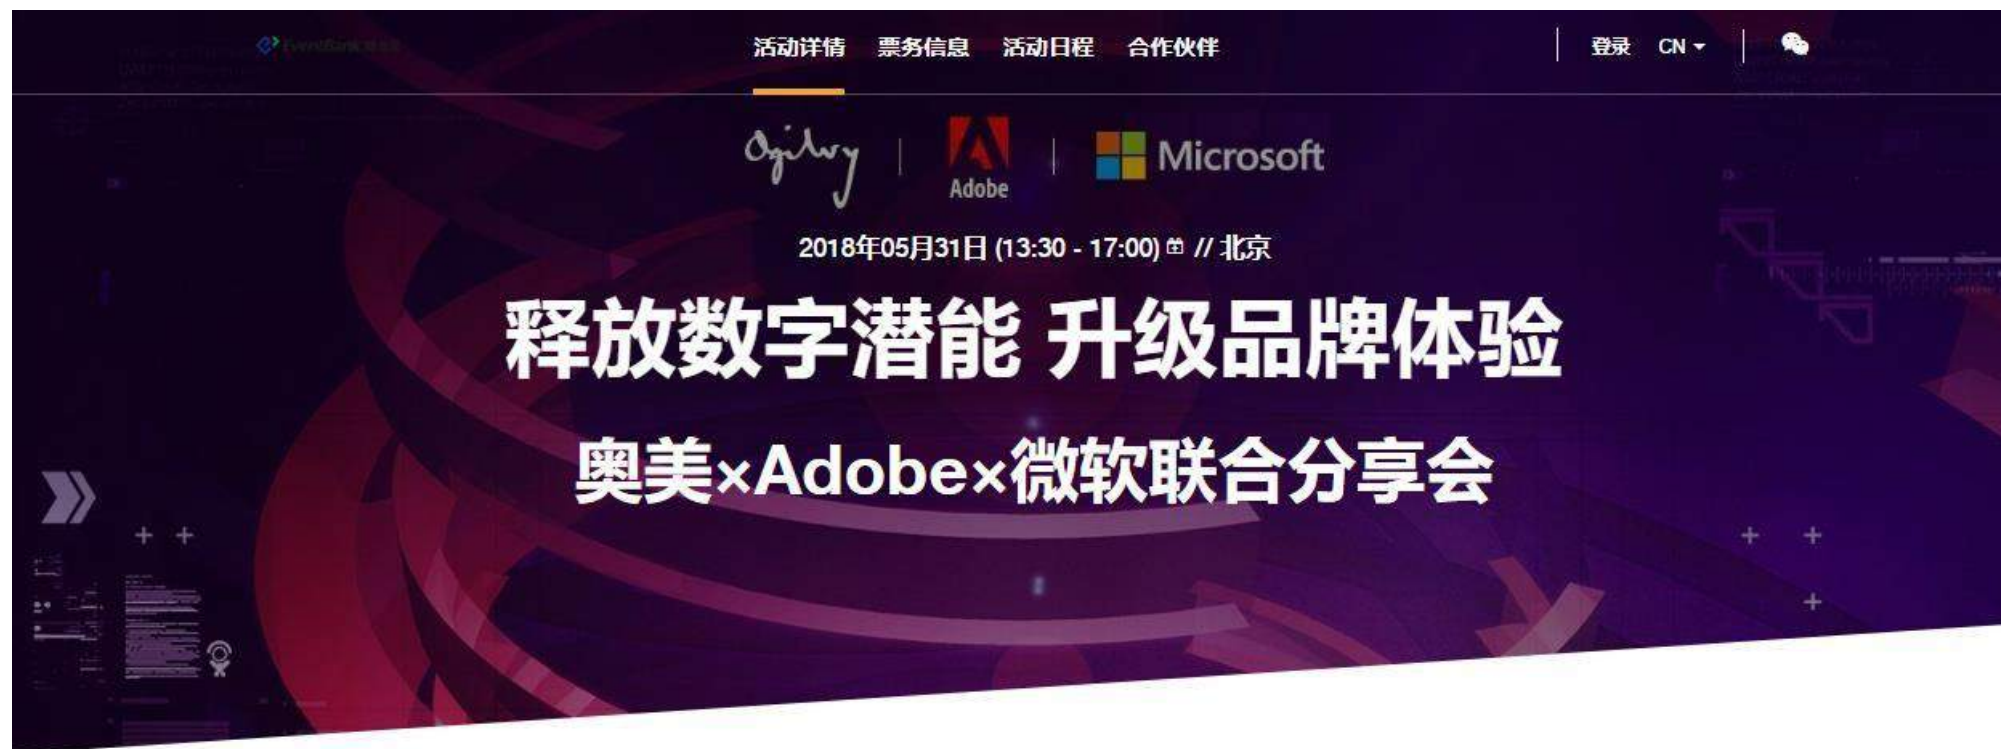 EventBank
活动详情 票务信息 活动日程 合作伙伴
登录 CN
Ogilvy | Adobe | Microsoft
2018年05月31日 (13:30 - 17:00) // 北京
释放数字潜能 升级品牌体验
奥美×Adobe×微软联合分享会